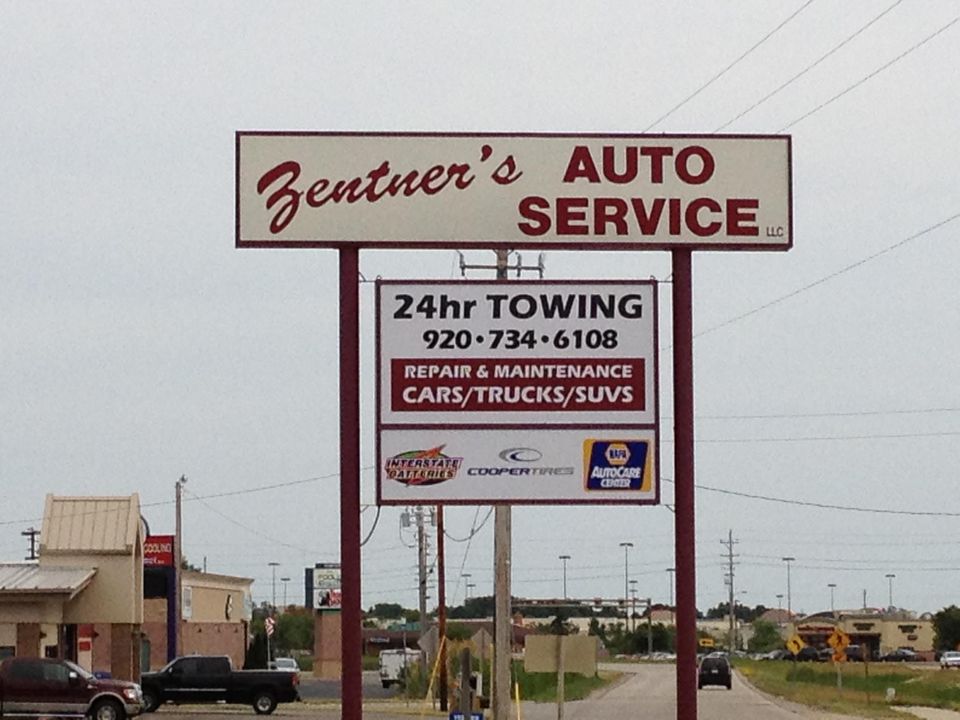 Zentner's AUTO
SERVICE LLC
24hr TOWING
920•734•6108
REPAIR & MAINTENANCE
CARS/TRUCKS/SUVS
INTERSTATE
BATTERIES
COOPERTIRES
NAPA
AUTOCARE
CENTER
COOLING